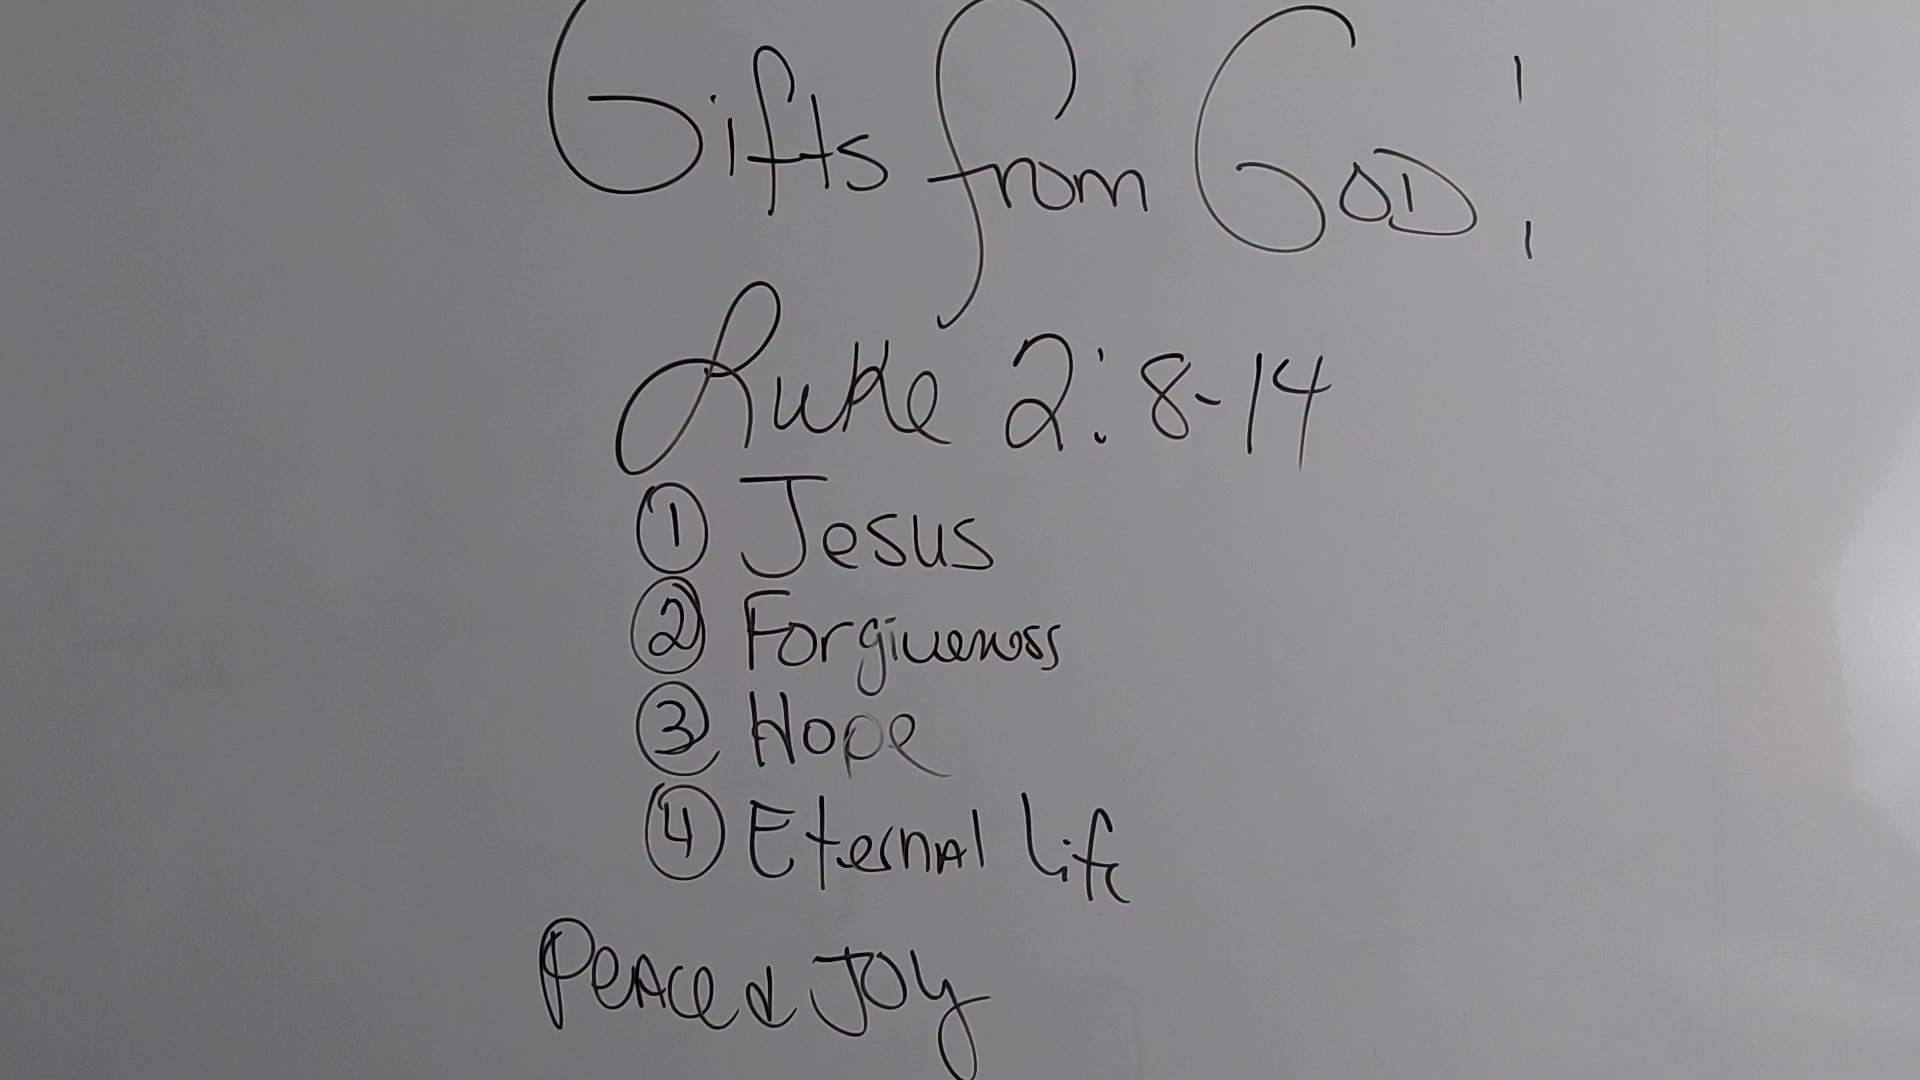 Gifts from GOD!
Luke 2:8-14
① Jesus
② Forgiveness
③ Hope
④ Eternal Life
Peace & Joy